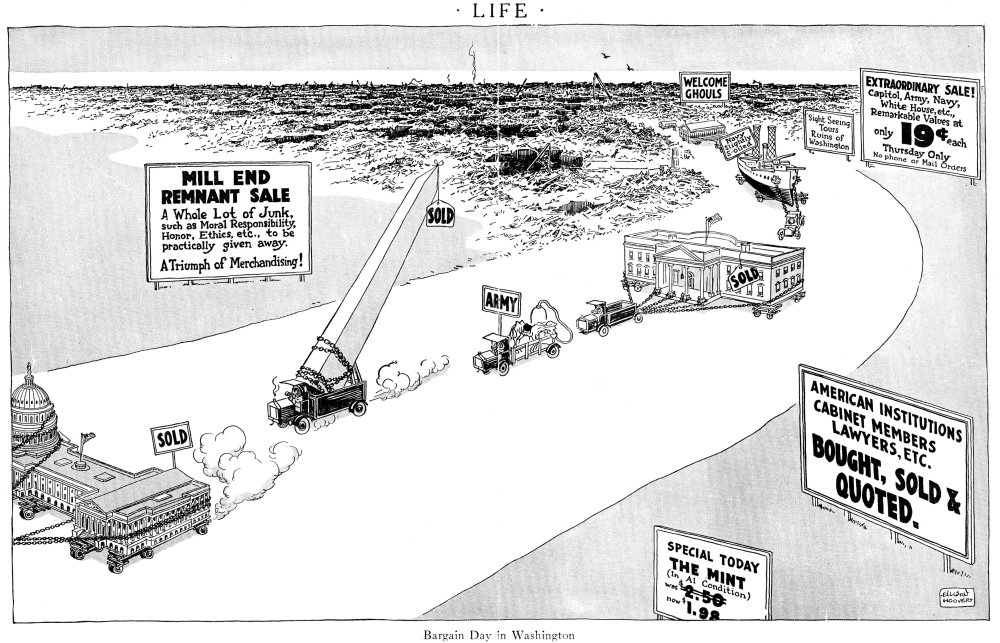 · LIFE ·
WELCOME
GHOULS
EXTRAORDINARY SALE!
Capitol, Army, Navy,
White House, etc.,
Remarkable Values at
only 19¢ each
Thursday Only
No phone or Mail Orders
Sight Seeing
Tours
Ruins of
Washington
MILL END
REMNANT SALE
A Whole Lot of Junk,
such as Moral Responsibility,
Honor, Ethics, etc., to be
practically given away.
A Triumph of Merchandising!
SOLD
SOLD
ARMY
SOLD
AMERICAN INSTITUTIONS
CABINET MEMBERS
LAWYERS, ETC.
BOUGHT, SOLD &
QUOTED.
SPECIAL TODAY
THE MINT
(In A1 Condition)
was $2.50
now $1.98
ELLISON
HOOVER
Bargain Day in Washington